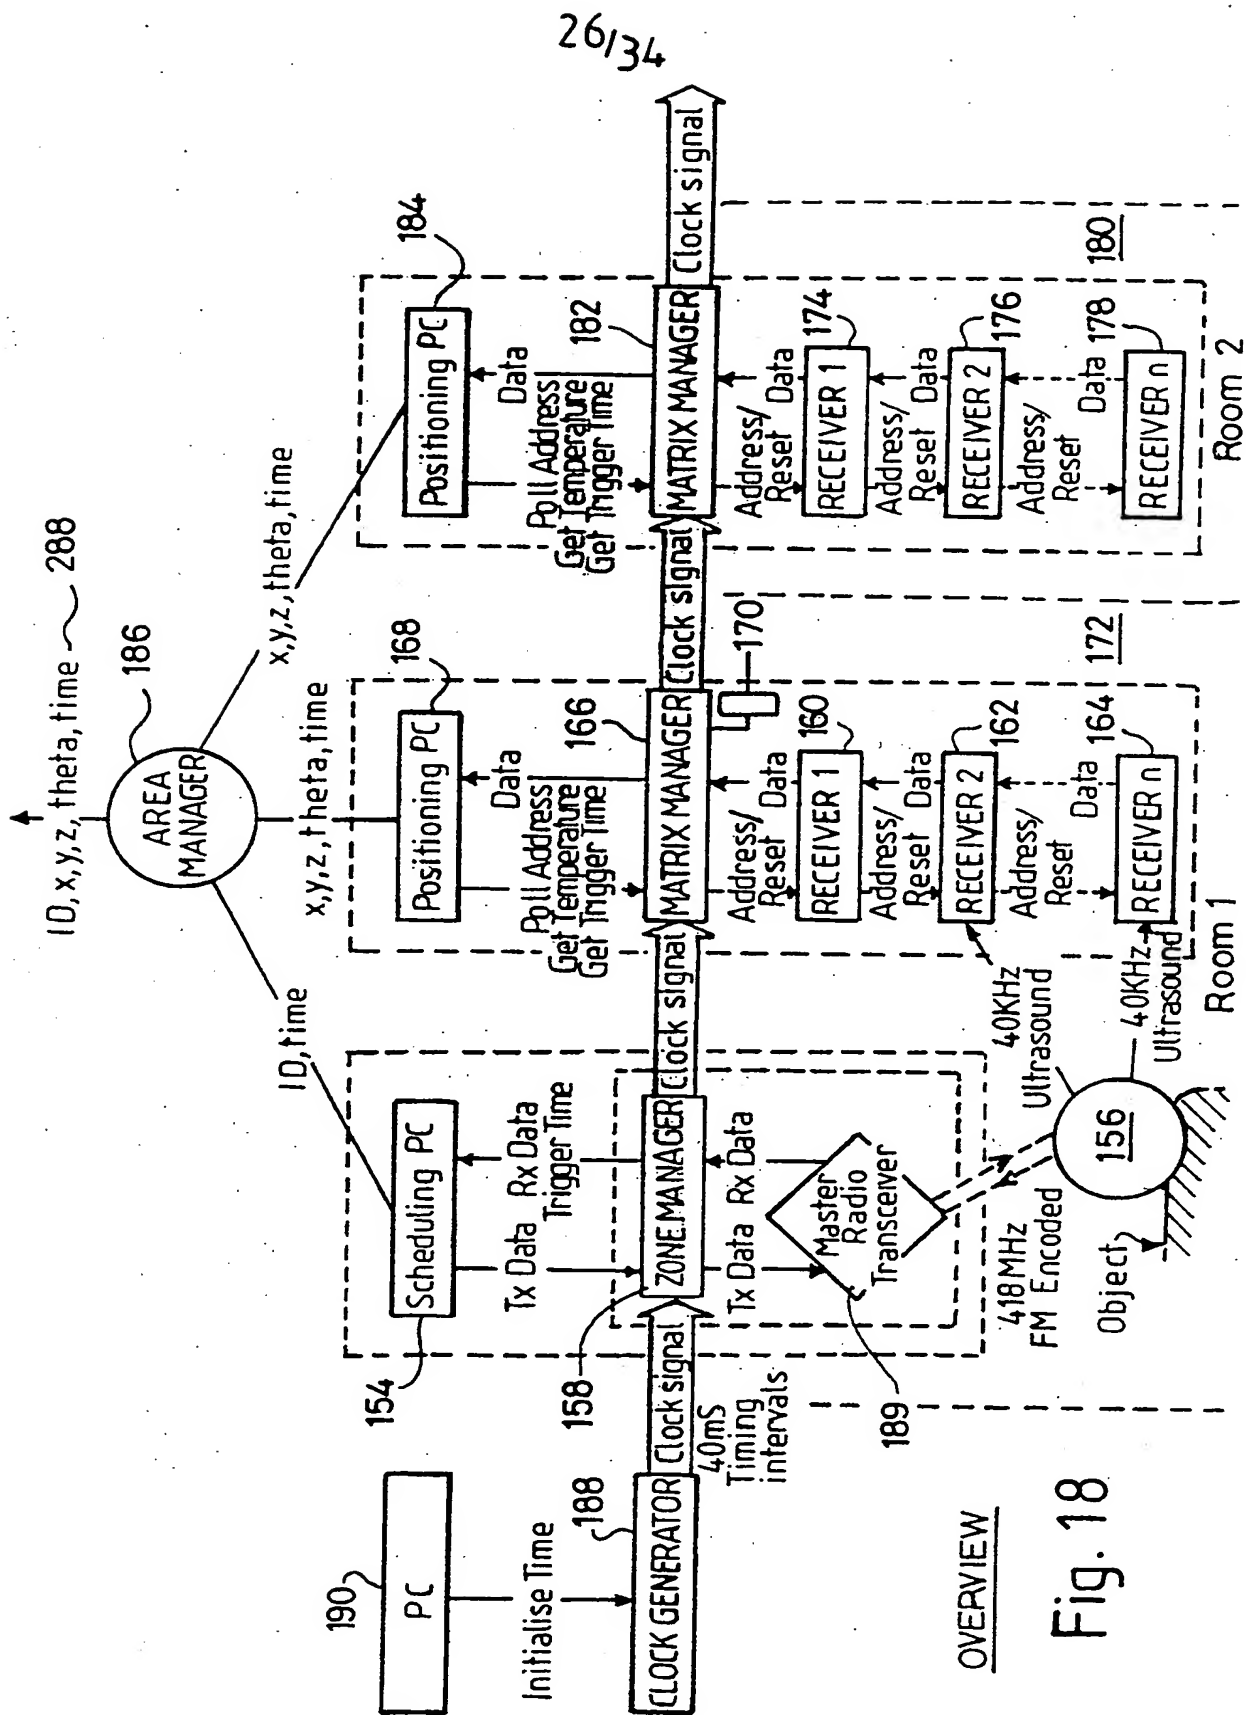 26/34
ID,x,y,z,theta,time
288
AREA
MANAGER
186
ID,time
x,y,z,theta,time
x,y,z,theta,time
190
PC
Initialise Time
188
CLOCK GENERATOR
Clock signal
40mS
Timing
intervals
154
Scheduling PC
Tx Data
Rx Data
Trigger Time
158
ZONE MANAGER
Clock signal
Tx Data
Rx Data
Master
Radio
Transceiver
189
418MHz
FM Encoded
Object
156
40KHz
Ultrasound
40KHz
Ultrasound
168
Positioning PC
Poll Address
Get Temperature
Get Trigger Time
Data
166
MATRIX MANAGER
Clock signal
170
Address/
Reset
Data
160
RECEIVER 1
Address/
Reset
Data
162
RECEIVER 2
Address/
Reset
Data
164
RECEIVER n
172
Room 1
184
Positioning PC
Poll Address
Get Temperature
Get Trigger Time
Data
182
MATRIX MANAGER
Clock signal
Address/
Reset
Data
174
RECEIVER 1
Address/
Reset
Data
176
RECEIVER 2
Address/
Reset
Data
178
RECEIVER n
180
Room 2
OVERVIEW
Fig. 18